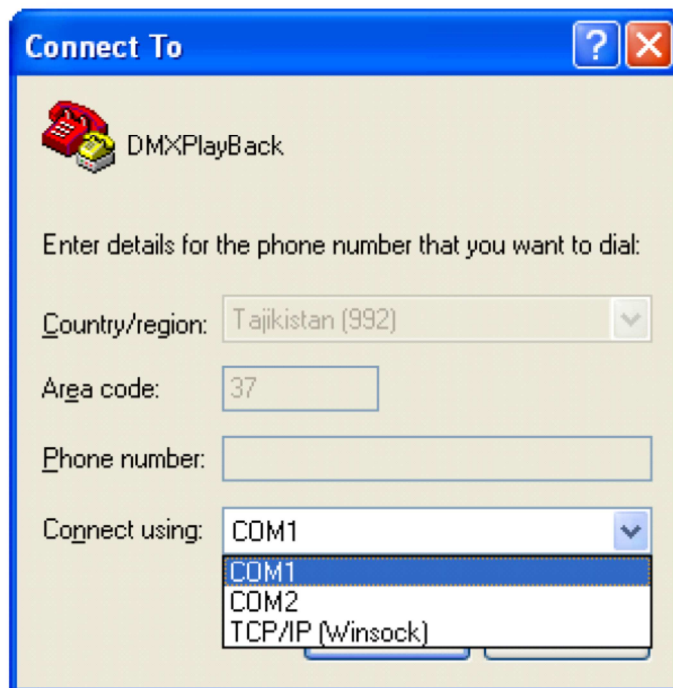 Connect To
DMXPlayBack
Enter details for the phone number that you want to dial:
Country/region: Tajikistan (992)
Area code: 37
Phone number:
Connect using: COM1
COM1
COM2
TCP/IP (Winsock)